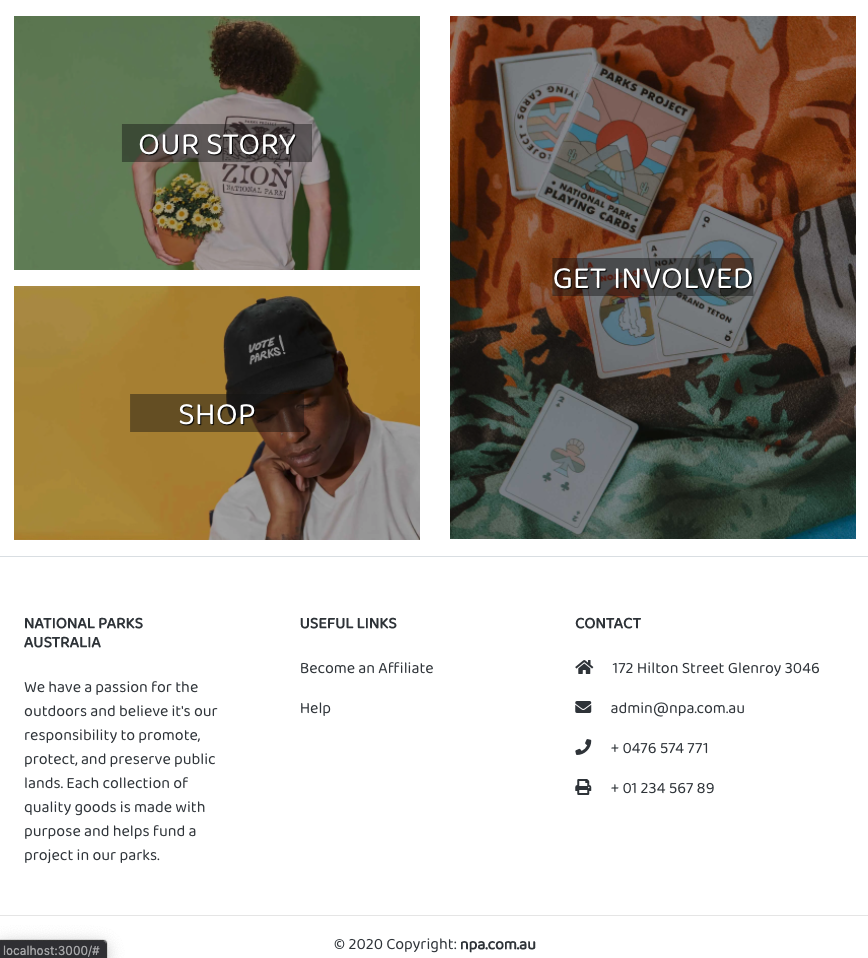 OUR STORY
ZION
NATIONAL PARK
SHOP
VOTE
PARKS!
GET INVOLVED
PARKS PROJECT
NATIONAL PARK
PLAYING CARDS
GRAND TETON
A
A
Q
Q
2
2
NATIONAL PARKS
AUSTRALIA
We have a passion for the
outdoors and believe it's our
responsibility to promote,
protect, and preserve public
lands. Each collection of
quality goods is made with
purpose and helps fund a
project in our parks.
USEFUL LINKS
Become an Affiliate
Help
CONTACT
172 Hilton Street Glenroy 3046
admin@npa.com.au
+ 0476 574 771
+ 01 234 567 89
© 2020 Copyright: npa.com.au
localhost:3000/#